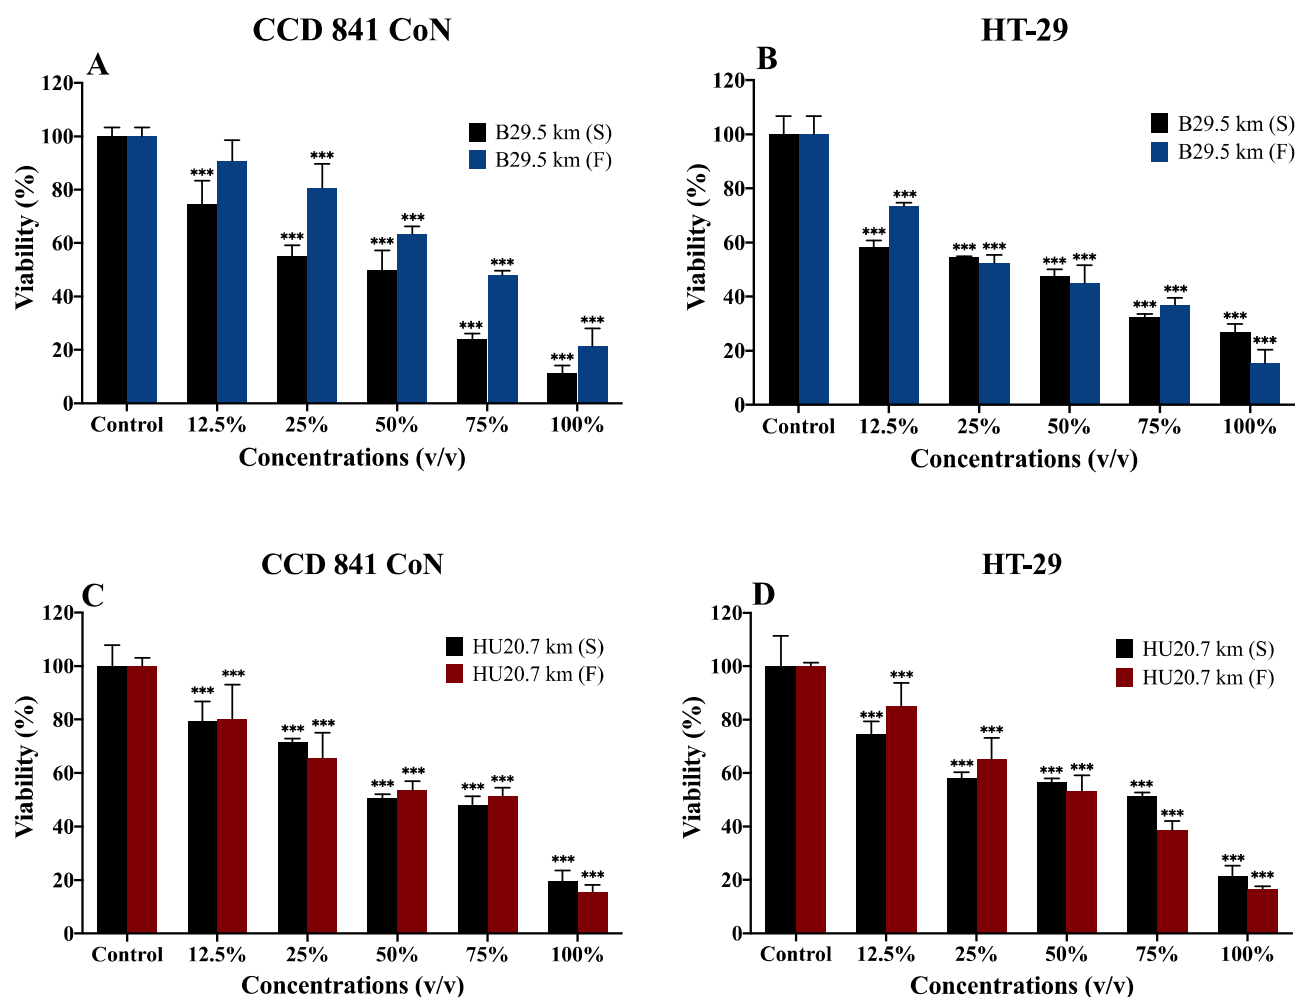 CCD 841 CoN
HT-29
A
B
120
100
80
60
40
20
0
Viability (%)
B29.5 km (S)
B29.5 km (F)
***
***
***
***
***
***
***
***
***
Control 12.5% 25% 50% 75% 100%
Concentrations (v/v)
120
100
80
60
40
20
0
Viability (%)
B29.5 km (S)
B29.5 km (F)
***
***
***
***
***
***
***
***
***
***
Control 12.5% 25% 50% 75% 100%
Concentrations (v/v)
CCD 841 CoN
HT-29
C
D
120
100
80
60
40
20
0
Viability (%)
HU20.7 km (S)
HU20.7 km (F)
***
***
***
***
***
***
***
***
***
***
Control 12.5% 25% 50% 75% 100%
Concentrations (v/v)
120
100
80
60
40
20
0
Viability (%)
HU20.7 km (S)
HU20.7 km (F)
***
***
***
***
***
***
***
***
***
***
Control 12.5% 25% 50% 75% 100%
Concentrations (v/v)